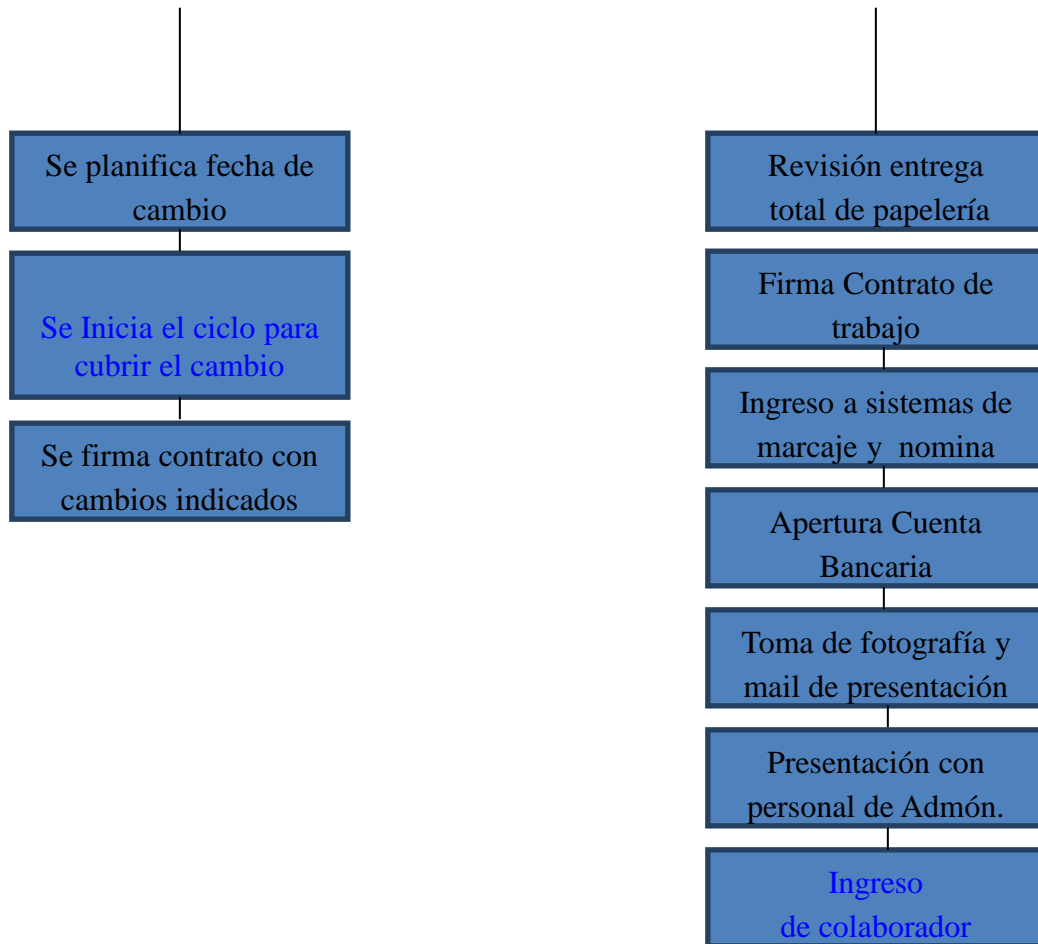 Se planifica fecha de
cambio
Se Inicia el ciclo para
cubrir el cambio
Se firma contrato con
cambios indicados
Revisión entrega
total de papelería
Firma Contrato de
trabajo
Ingreso a sistemas de
marcaje y nomina
Apertura Cuenta
Bancaria
Toma de fotografía y
mail de presentación
Presentación con
personal de Admón.
Ingreso
de colaborador